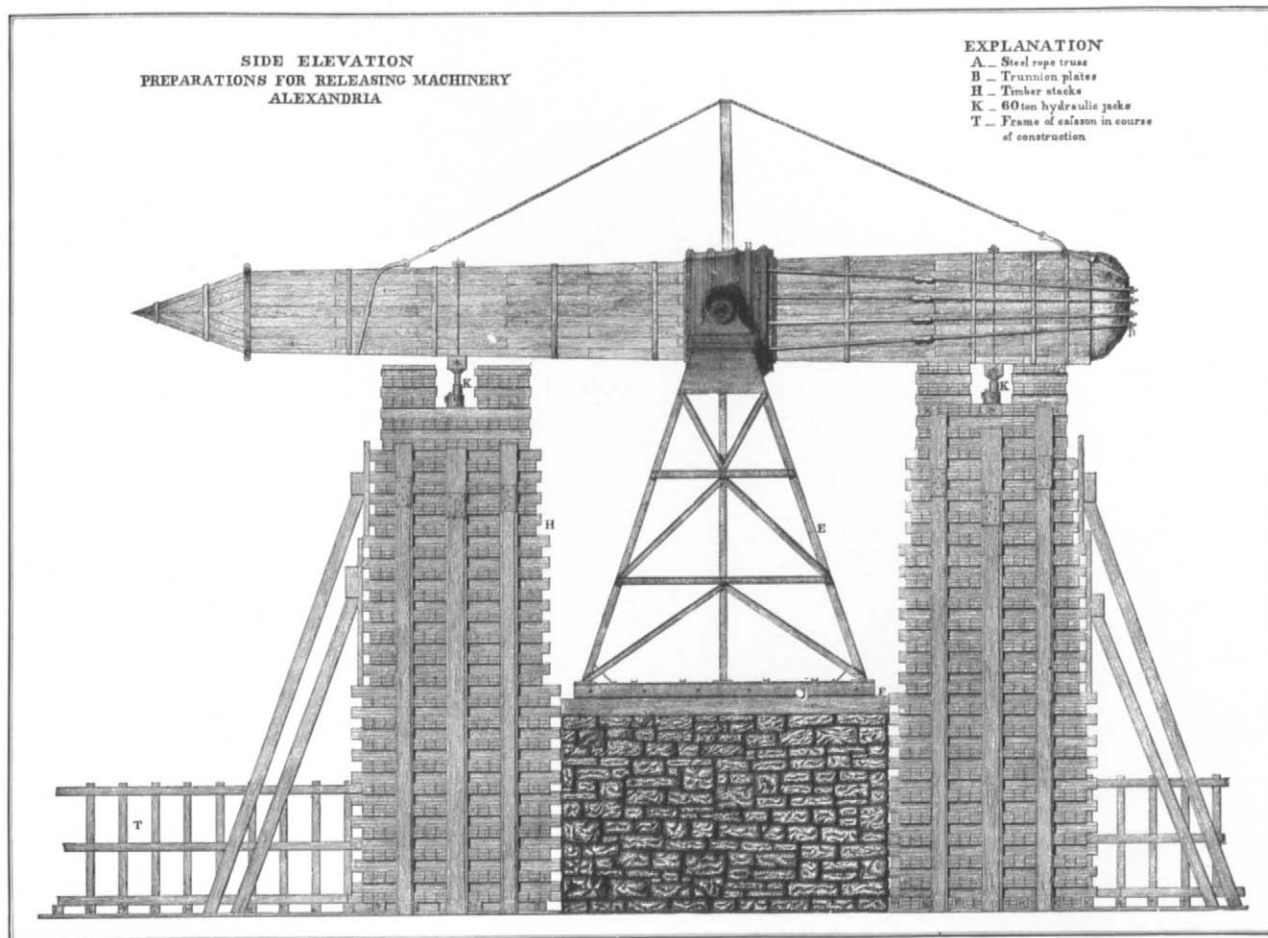 SIDE ELEVATION
PREPARATIONS FOR RELEASING MACHINERY
ALEXANDRIA
EXPLANATION
A _ Steel rope truss
B _ Trunnion plates
H _ Timber stacks
K _ 60 ton hydraulic jacks
T _ Frame of caisson in course
of construction
B
K
K
H
E
F
T